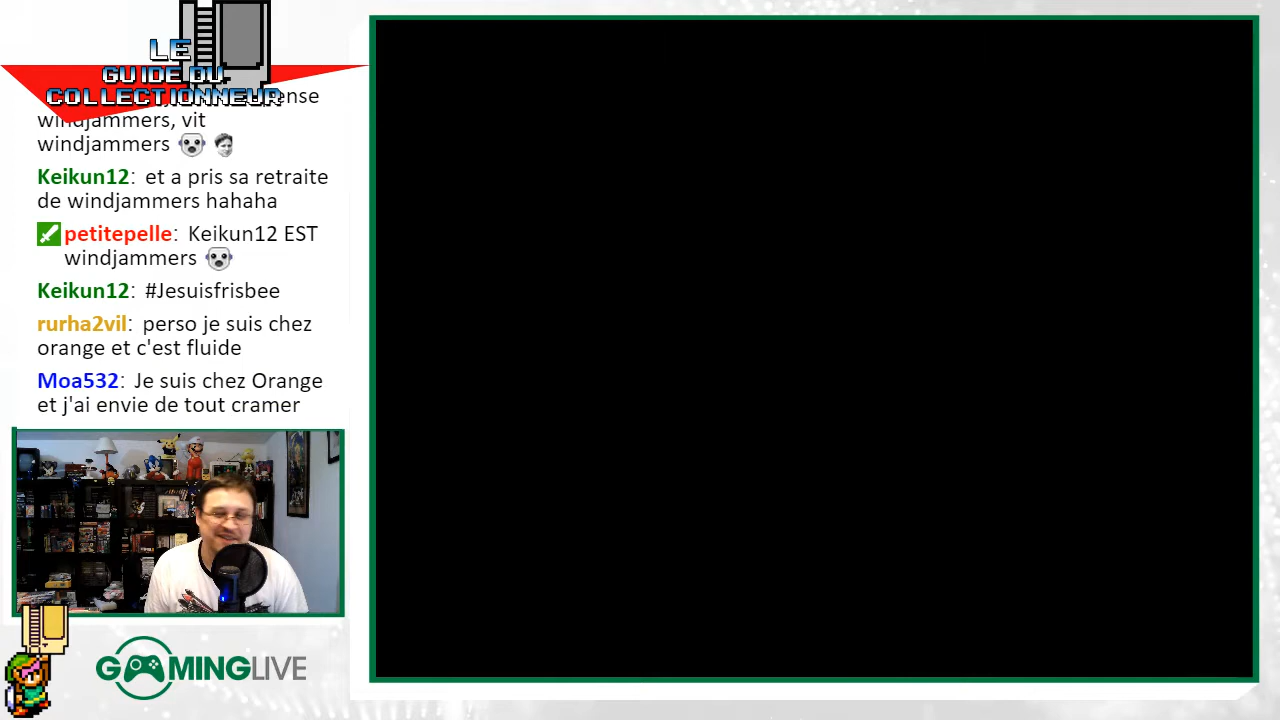 LE
GUIDE DU
COLLECTIONNEUR
ense
windjammers, vit
windjammers
Keikun12: et a pris sa retraite
de windjammers hahaha
petitepelle: Keikun12 EST
windjammers
Keikun12: #Jesuisfrisbee
rurha2vil: perso je suis chez
orange et c'est fluide
Moa532: Je suis chez Orange
et j'ai envie de tout cramer
GAMINGLIVE